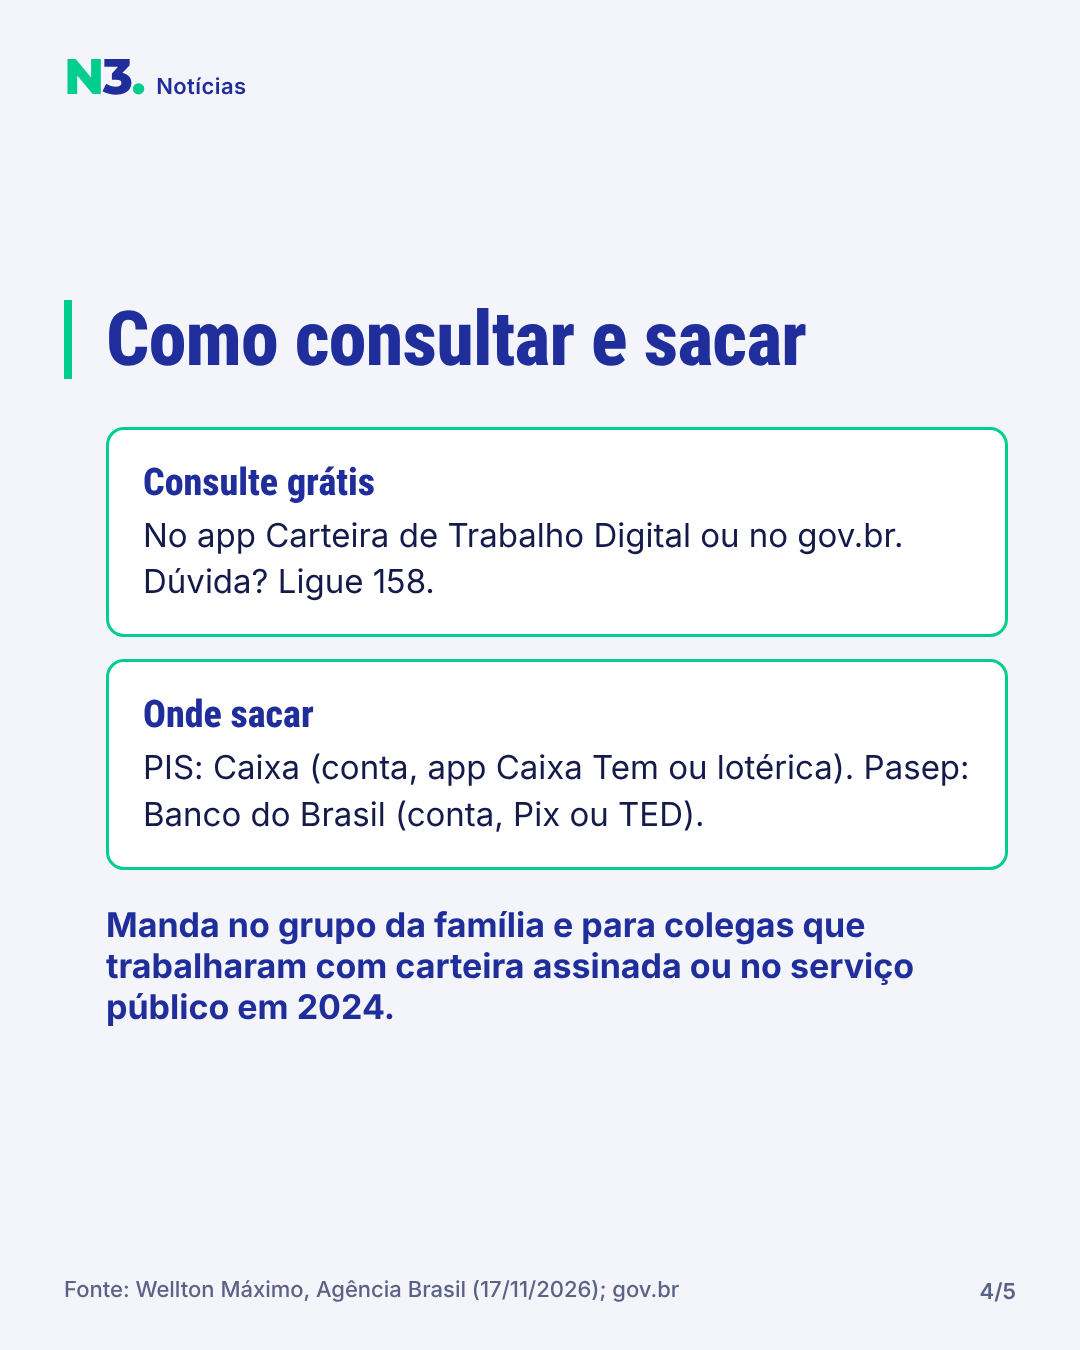 N3. Notícias
Como consultar e sacar
Consulte grátis
No app Carteira de Trabalho Digital ou no gov.br.
Dúvida? Ligue 158.
Onde sacar
PIS: Caixa (conta, app Caixa Tem ou lotérica). Pasep:
Banco do Brasil (conta, Pix ou TED).
Manda no grupo da família e para colegas que
trabalharam com carteira assinada ou no serviço
público em 2024.
Fonte: Wellton Máximo, Agência Brasil (17/11/2026); gov.br
4/5